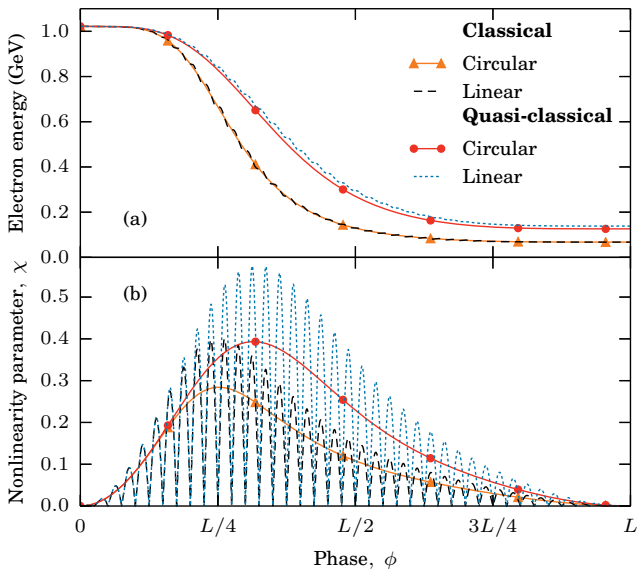 Electron energy (GeV)
1.0
0.8
0.6
0.4
0.2
0.0
Classical
Circular
Linear
Quasi-classical
Circular
Linear
(a)
Nonlinearity parameter, χ
0.5
0.4
0.3
0.2
0.1
0.0
(b)
0 L/4 L/2 3L/4 L
Phase, ϕ